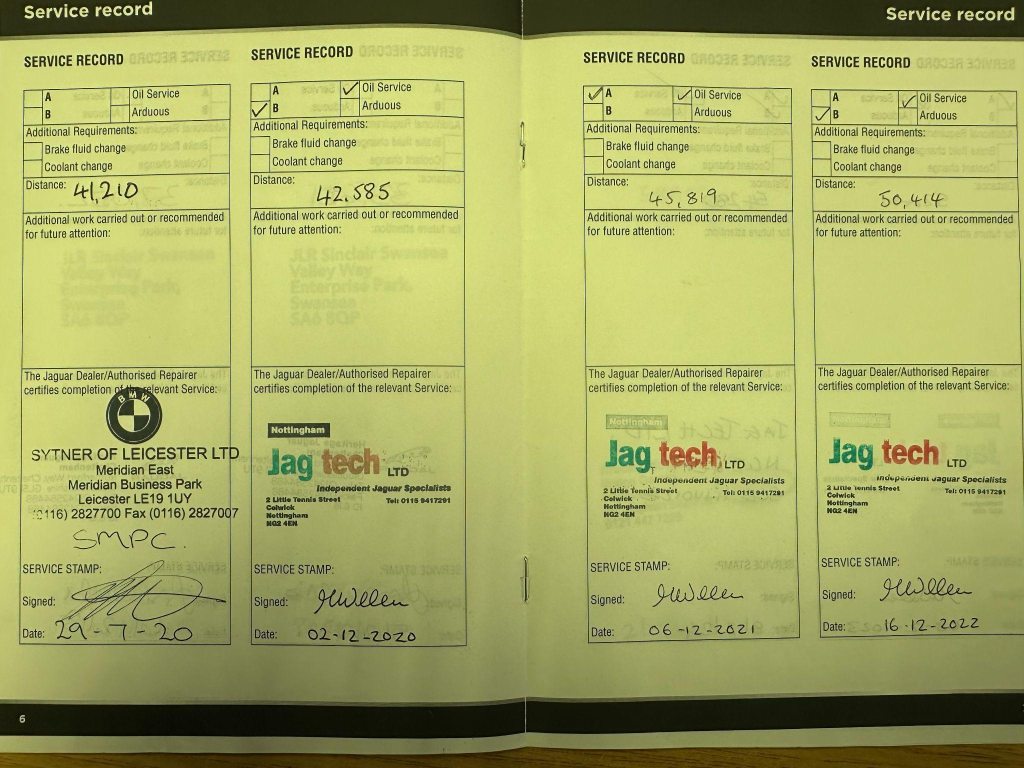 Service record
Service record
SERVICE RECORD
A
Oil Service
B
Arduous
Additional Requirements:
Brake fluid change
Coolant change
Distance: 41,210
Additional work carried out or recommended
for future attention:
The Jaguar Dealer/Authorised Repairer
certifies completion of the relevant Service:
BMW
SYTNER OF LEICESTER LTD
Meridian East
Meridian Business Park
Leicester LE19 1UY
(0116) 2827700 Fax (0116) 2827007
SMPC.
SERVICE STAMP:
Signed:
Date: 29-7-20
SERVICE RECORD
A
Oil Service
B
Arduous
Additional Requirements:
Brake fluid change
Coolant change
Distance: 42,585
Additional work carried out or recommended
for future attention:
JLR Sinclair Swansea
Valley Way
Enterprise Park,
Swansea
SA6 8QP
The Jaguar Dealer/Authorised Repairer
certifies completion of the relevant Service:
Nottingham
Jag tech LTD
Independent Jaguar Specialists
2 Little Tennis Street
Colwick
Nottingham
NG2 4EN
Tel: 0115 9417291
SERVICE STAMP:
Signed:
Date: 02-12-2020
SERVICE RECORD
A
Oil Service
B
Arduous
Additional Requirements:
Brake fluid change
Coolant change
Distance: 45,819
Additional work carried out or recommended
for future attention:
The Jaguar Dealer/Authorised Repairer
certifies completion of the relevant Service:
Nottingham
Jag tech LTD
Independent Jaguar Specialists
2 Little Tennis Street
Colwick
Nottingham
NG2 4EN
Tel: 0115 9417291
SERVICE STAMP:
Signed:
Date: 06-12-2021
SERVICE RECORD
A
Oil Service
B
Arduous
Additional Requirements:
Brake fluid change
Coolant change
Distance: 50,414
Additional work carried out or recommended
for future attention:
The Jaguar Dealer/Authorised Repairer
certifies completion of the relevant Service:
Nottingham
Jag tech LTD
Independent Jaguar Specialists
2 Little Tennis Street
Colwick
Nottingham
NG2 4EN
Tel: 0115 9417291
SERVICE STAMP:
Signed:
Date: 16-12-2022
6